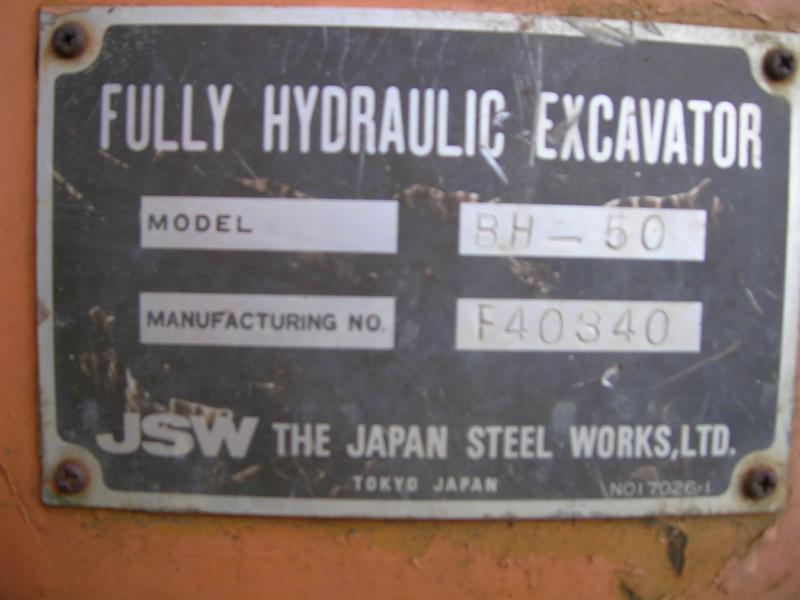 FULLY HYDRAULIC EXCAVATOR
MODEL BH-50
MANUFACTURING NO. F40340
JSW THE JAPAN STEEL WORKS,LTD.
TOKYO JAPAN NO17026-1